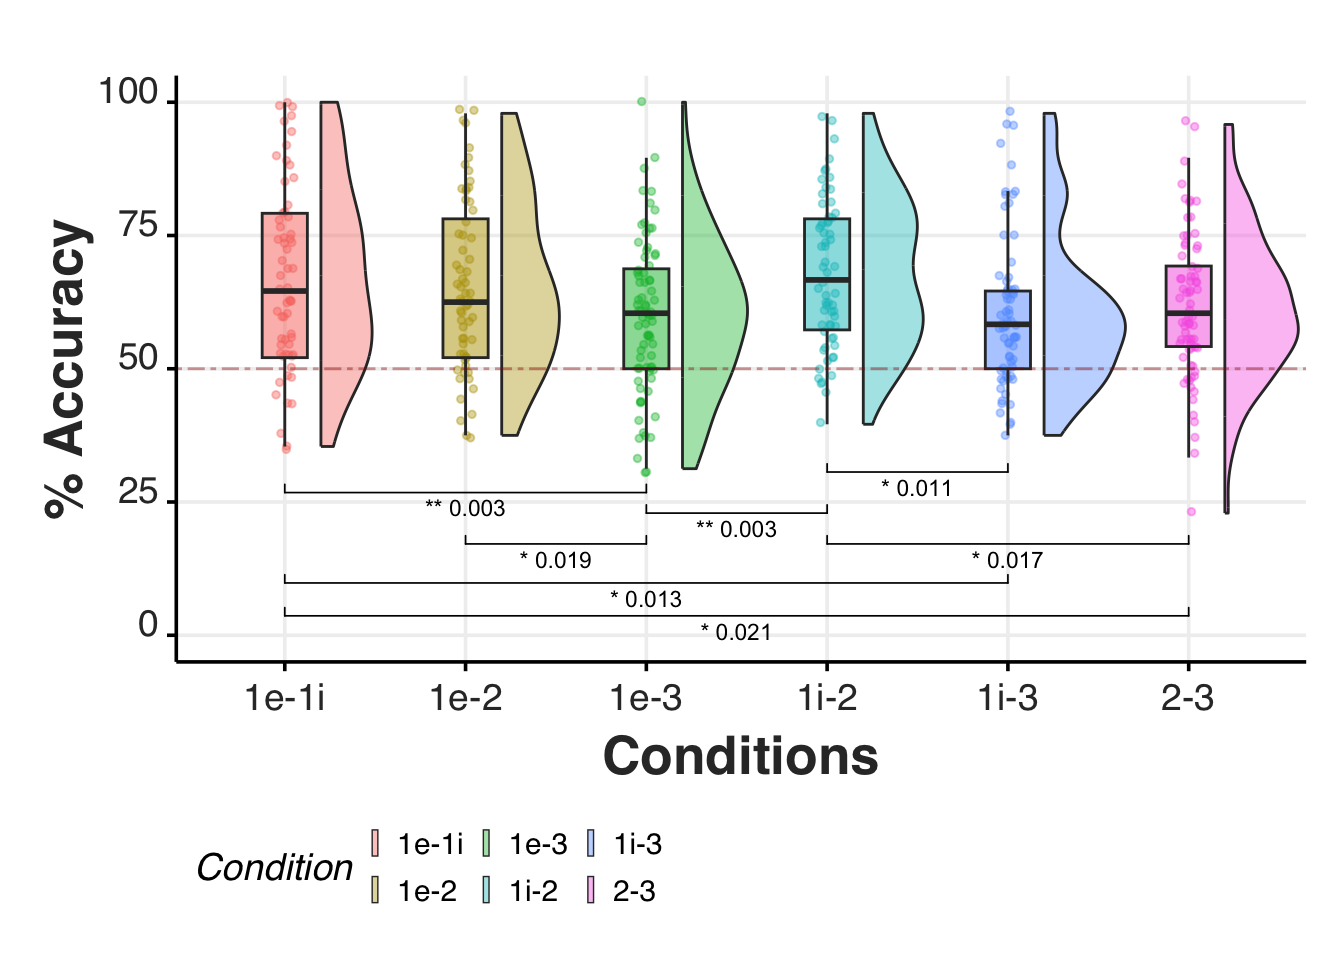 100
75
50
25
0
% Accuracy
* 0.011
** 0.003
** 0.003
* 0.019
* 0.017
* 0.013
* 0.021
1e-1i 1e-2 1e-3 1i-2 1i-3 2-3
Conditions
Condition
1e-1i 1e-3 1i-3
1e-2 1i-2 2-3